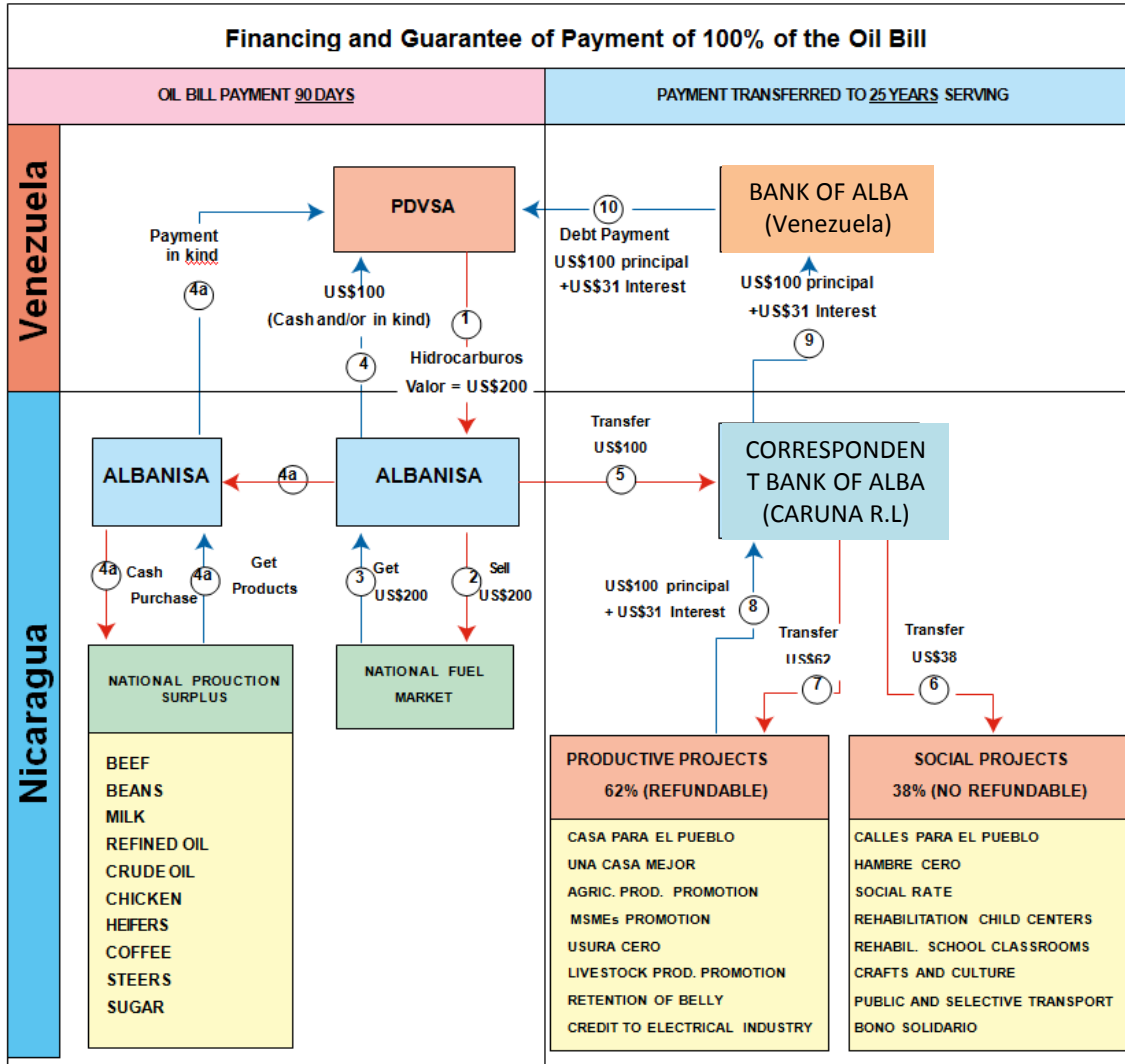 Financing and Guarantee of Payment of 100% of the Oil Bill
OIL BILL PAYMENT 90 DAYS
PAYMENT TRANSFERRED TO 25 YEARS SERVING
Venezuela
PDVSA
BANK OF ALBA
(Venezuela)
10
Debt Payment
US$100 principal
+US$31 Interest
Payment
in kind
4a
US$100
(Cash and/or in kind)
4
1
Hidrocarburos
Valor = US$200
US$100 principal
+US$31 Interest
9
Nicaragua
ALBANISA
4a
ALBANISA
Transfer
US$100
5
CORRESPONDEN
T BANK OF ALBA
(CARUNA R.L)
4a
Cash
Purchase
4a
Get
Products
3
Get
US$200
2
Sell
US$200
US$100 principal
+ US$31 Interest
8
Transfer
US$62
7
Transfer
US$38
6
NATIONAL PROUCTION
SURPLUS
BEEF
BEANS
MILK
REFINED OIL
CRUDE OIL
CHICKEN
HEIFERS
COFFEE
STEERS
SUGAR
NATIONAL FUEL
MARKET
PRODUCTIVE PROJECTS
62% (REFUNDABLE)
CASA PARA EL PUEBLO
UNA CASA MEJOR
AGRIC. PROD. PROMOTION
MSMEs PROMOTION
USURA CERO
LIVESTOCK PROD. PROMOTION
RETENTION OF BELLY
CREDIT TO ELECTRICAL INDUSTRY
SOCIAL PROJECTS
38% (NO REFUNDABLE)
CALLES PARA EL PUEBLO
HAMBRE CERO
SOCIAL RATE
REHABILITATION CHILD CENTERS
REHABIL. SCHOOL CLASSROOMS
CRAFTS AND CULTURE
PUBLIC AND SELECTIVE TRANSPORT
BONO SOLIDARIO